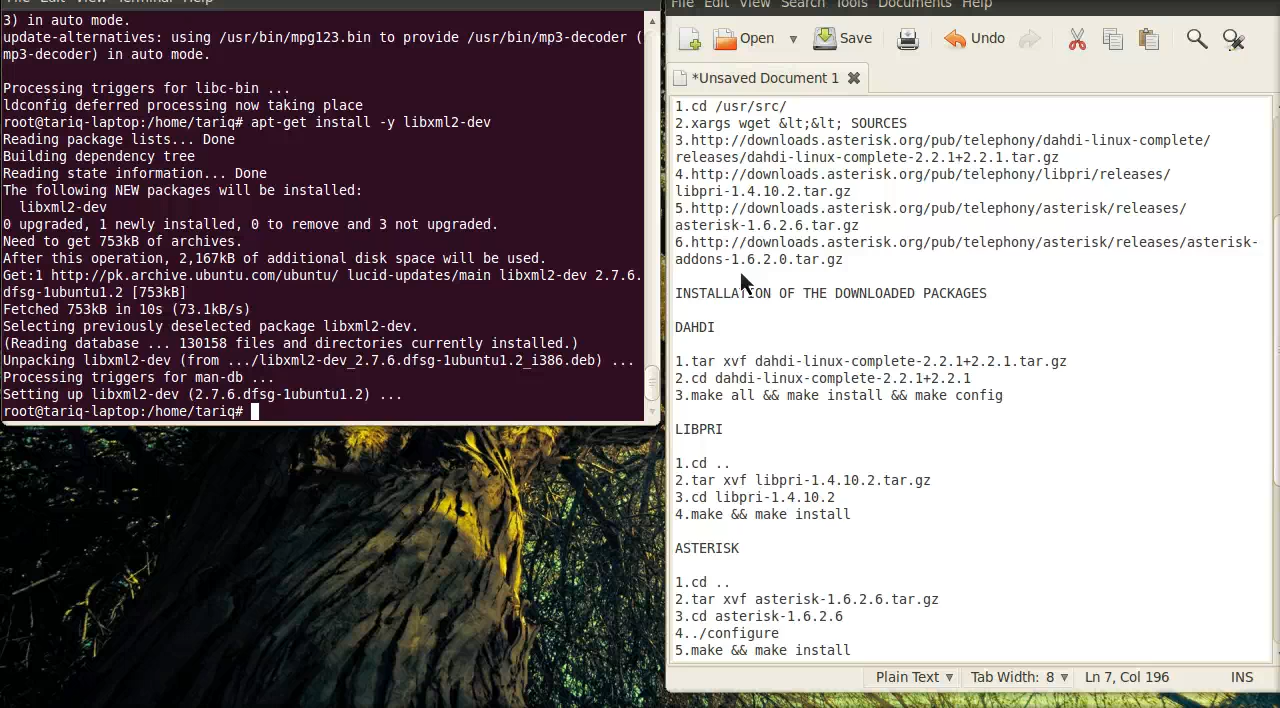 File Edit View Terminal Help
3) in auto mode.
update-alternatives: using /usr/bin/mpg123.bin to provide /usr/bin/mp3-decoder (
mp3-decoder) in auto mode.
Processing triggers for libc-bin ...
ldconfig deferred processing now taking place
root@tariq-laptop:/home/tariq# apt-get install -y libxml2-dev
Reading package lists... Done
Building dependency tree
Reading state information... Done
The following NEW packages will be installed:
libxml2-dev
0 upgraded, 1 newly installed, 0 to remove and 3 not upgraded.
Need to get 753kB of archives.
After this operation, 2,167kB of additional disk space will be used.
Get:1 http://pk.archive.ubuntu.com/ubuntu/ lucid-updates/main libxml2-dev 2.7.6.
dfsg-1ubuntu1.2 [753kB]
Fetched 753kB in 10s (73.1kB/s)
Selecting previously deselected package libxml2-dev.
(Reading database ... 130158 files and directories currently installed.)
Unpacking libxml2-dev (from .../libxml2-dev_2.7.6.dfsg-1ubuntu1.2_i386.deb) ...
Processing triggers for man-db ...
Setting up libxml2-dev (2.7.6.dfsg-1ubuntu1.2) ...
root@tariq-laptop:/home/tariq#
File Edit View Search Tools Documents Help
Open Save Undo
*Unsaved Document 1
1.cd /usr/src/
2.xargs wget &lt;&lt; SOURCES
3.http://downloads.asterisk.org/pub/telephony/dahdi-linux-complete/
releases/dahdi-linux-complete-2.2.1+2.2.1.tar.gz
4.http://downloads.asterisk.org/pub/telephony/libpri/releases/
libpri-1.4.10.2.tar.gz
5.http://downloads.asterisk.org/pub/telephony/asterisk/releases/
asterisk-1.6.2.6.tar.gz
6.http://downloads.asterisk.org/pub/telephony/asterisk/releases/asterisk-
addons-1.6.2.0.tar.gz
INSTALLATION OF THE DOWNLOADED PACKAGES
DAHDI
1.tar xvf dahdi-linux-complete-2.2.1+2.2.1.tar.gz
2.cd dahdi-linux-complete-2.2.1+2.2.1
3.make all && make install && make config
LIBPRI
1.cd ..
2.tar xvf libpri-1.4.10.2.tar.gz
3.cd libpri-1.4.10.2
4.make && make install
ASTERISK
1.cd ..
2.tar xvf asterisk-1.6.2.6.tar.gz
3.cd asterisk-1.6.2.6
4../configure
5.make && make install
Plain Text Tab Width: 8 Ln 7, Col 196 INS